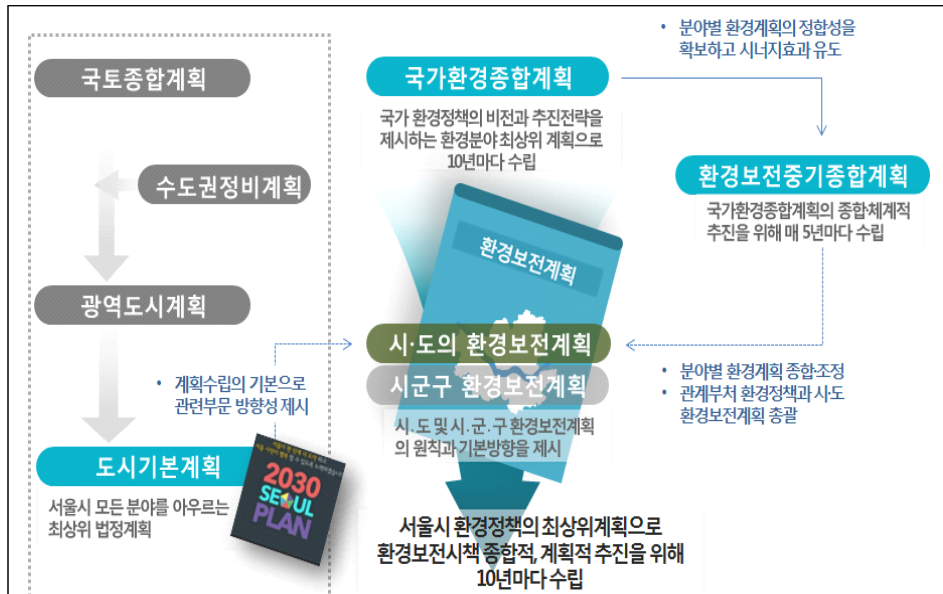 국토종합계획
수도권정비계획
광역도시계획
• 계획수립의 기본으로
관련부문 방향성 제시
도시기본계획
서울시 모든 분야를 아우르는
최상위 법정계획
2030
SEOUL
PLAN
국가환경종합계획
국가 환경정책의 비전과 추진전략을
제시하는 환경분야 최상위 계획으로
10년마다 수립
• 분야별 환경계획의 정합성을
확보하고 시너지효과 유도
환경보전중기종합계획
국가환경종합계획의 종합체계적
추진을 위해 매 5년마다 수립
환경보전계획
시·도의 환경보전계획
시군구 환경보전계획
시.도 및 시.군.구 환경보전계획
의 원칙과 기본방향을 제시
• 분야별 환경계획 종합·조정
• 관계부처 환경정책과 시·도
환경보전계획 총괄
서울시 환경정책의 최상위계획으로
환경보전시책 종합적, 계획적 추진을 위해
10년마다 수립